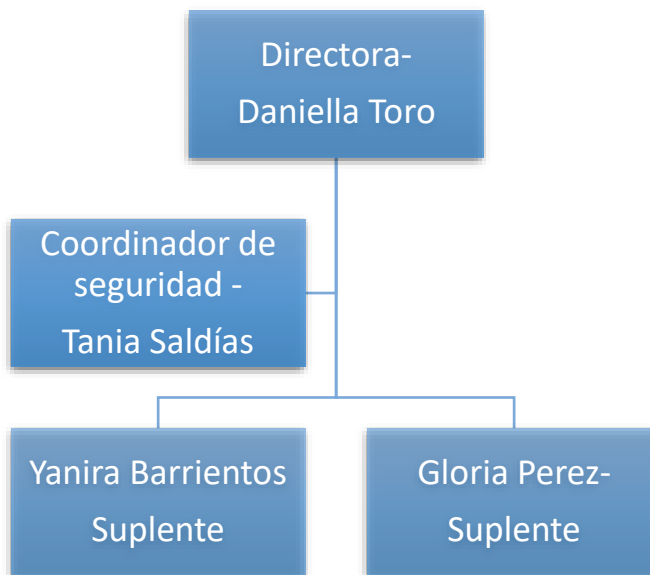 Directora-
Daniella Toro
Coordinador de
seguridad -
Tania Saldías
Yanira Barrientos
Suplente
Gloria Perez-
Suplente